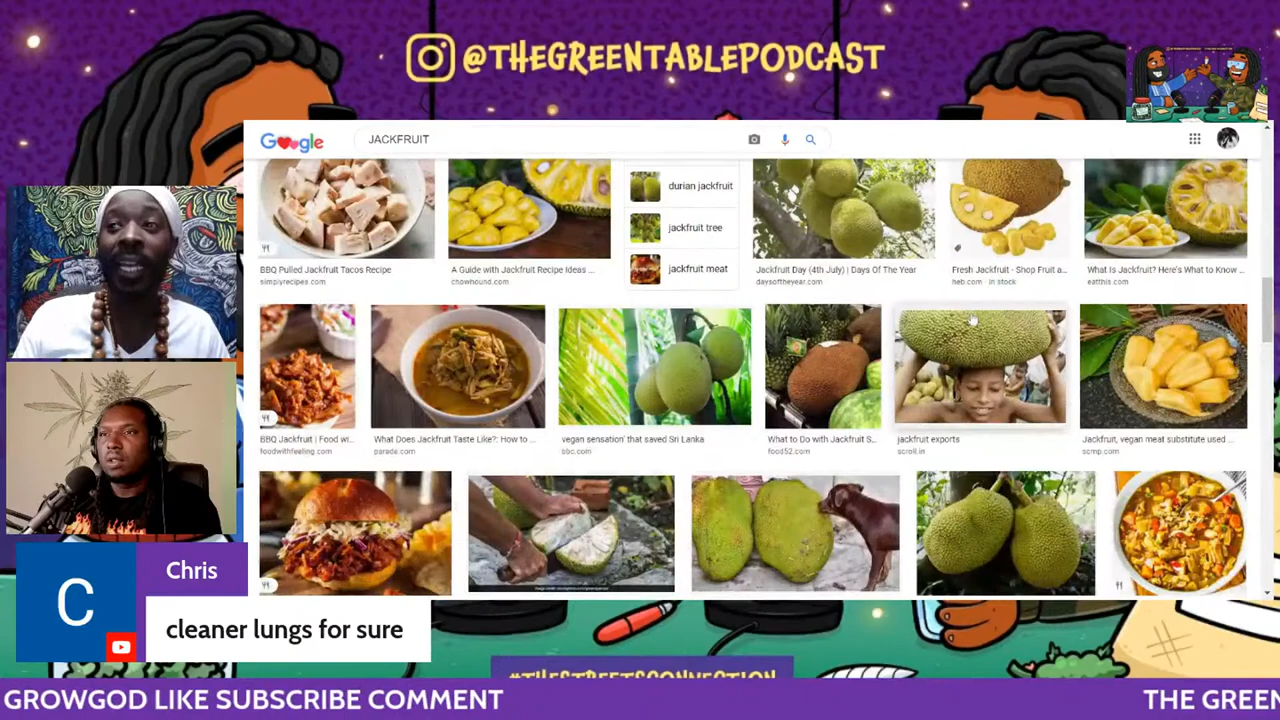 @THEGREENTABLEPODCAST
Google
JACKFRUIT
durian jackfruit
jackfruit tree
jackfruit meat
BBQ Pulled Jackfruit Tacos Recipe
simplyrecipes.com
A Guide with Jackfruit Recipe Ideas ...
chowhound.com
Jackfruit Day (4th July) | Days Of The Year
daysoftheyear.com
Fresh Jackfruit - Shop Fruit a...
heb.com · In stock
What Is Jackfruit? Here's What to Know ...
eatthis.com
BBQ Jackfruit | Food wi...
foodwithfeeling.com
What Does Jackfruit Taste Like?: How to ...
parade.com
vegan sensation' that saved Sri Lanka
bbc.com
What to Do with Jackfruit S...
food52.com
jackfruit exports
scroll.in
Jackfruit, vegan meat substitute used ...
scmp.com
C
Chris
cleaner lungs for sure
#THESTREETSCONNECTION
GROWGOD LIKE SUBSCRIBE COMMENT
THE GREEN